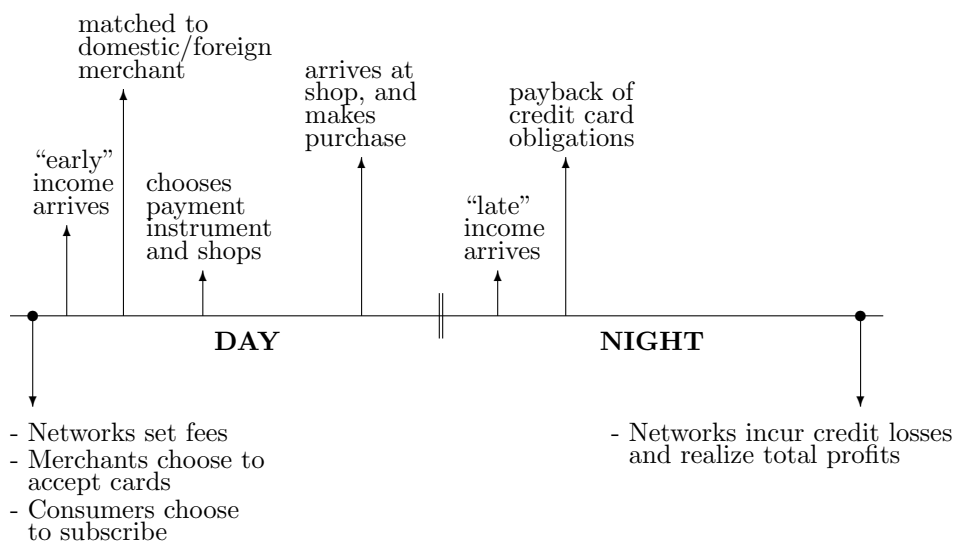 matched to
domestic/foreign
merchant
arrives at
shop, and
makes
purchase
payback of
credit card
obligations
“early”
income
arrives
chooses
payment
instrument
and shops
“late”
income
arrives
DAY
NIGHT
- Networks set fees
- Merchants choose to
accept cards
- Consumers choose
to subscribe
- Networks incur credit losses
and realize total profits